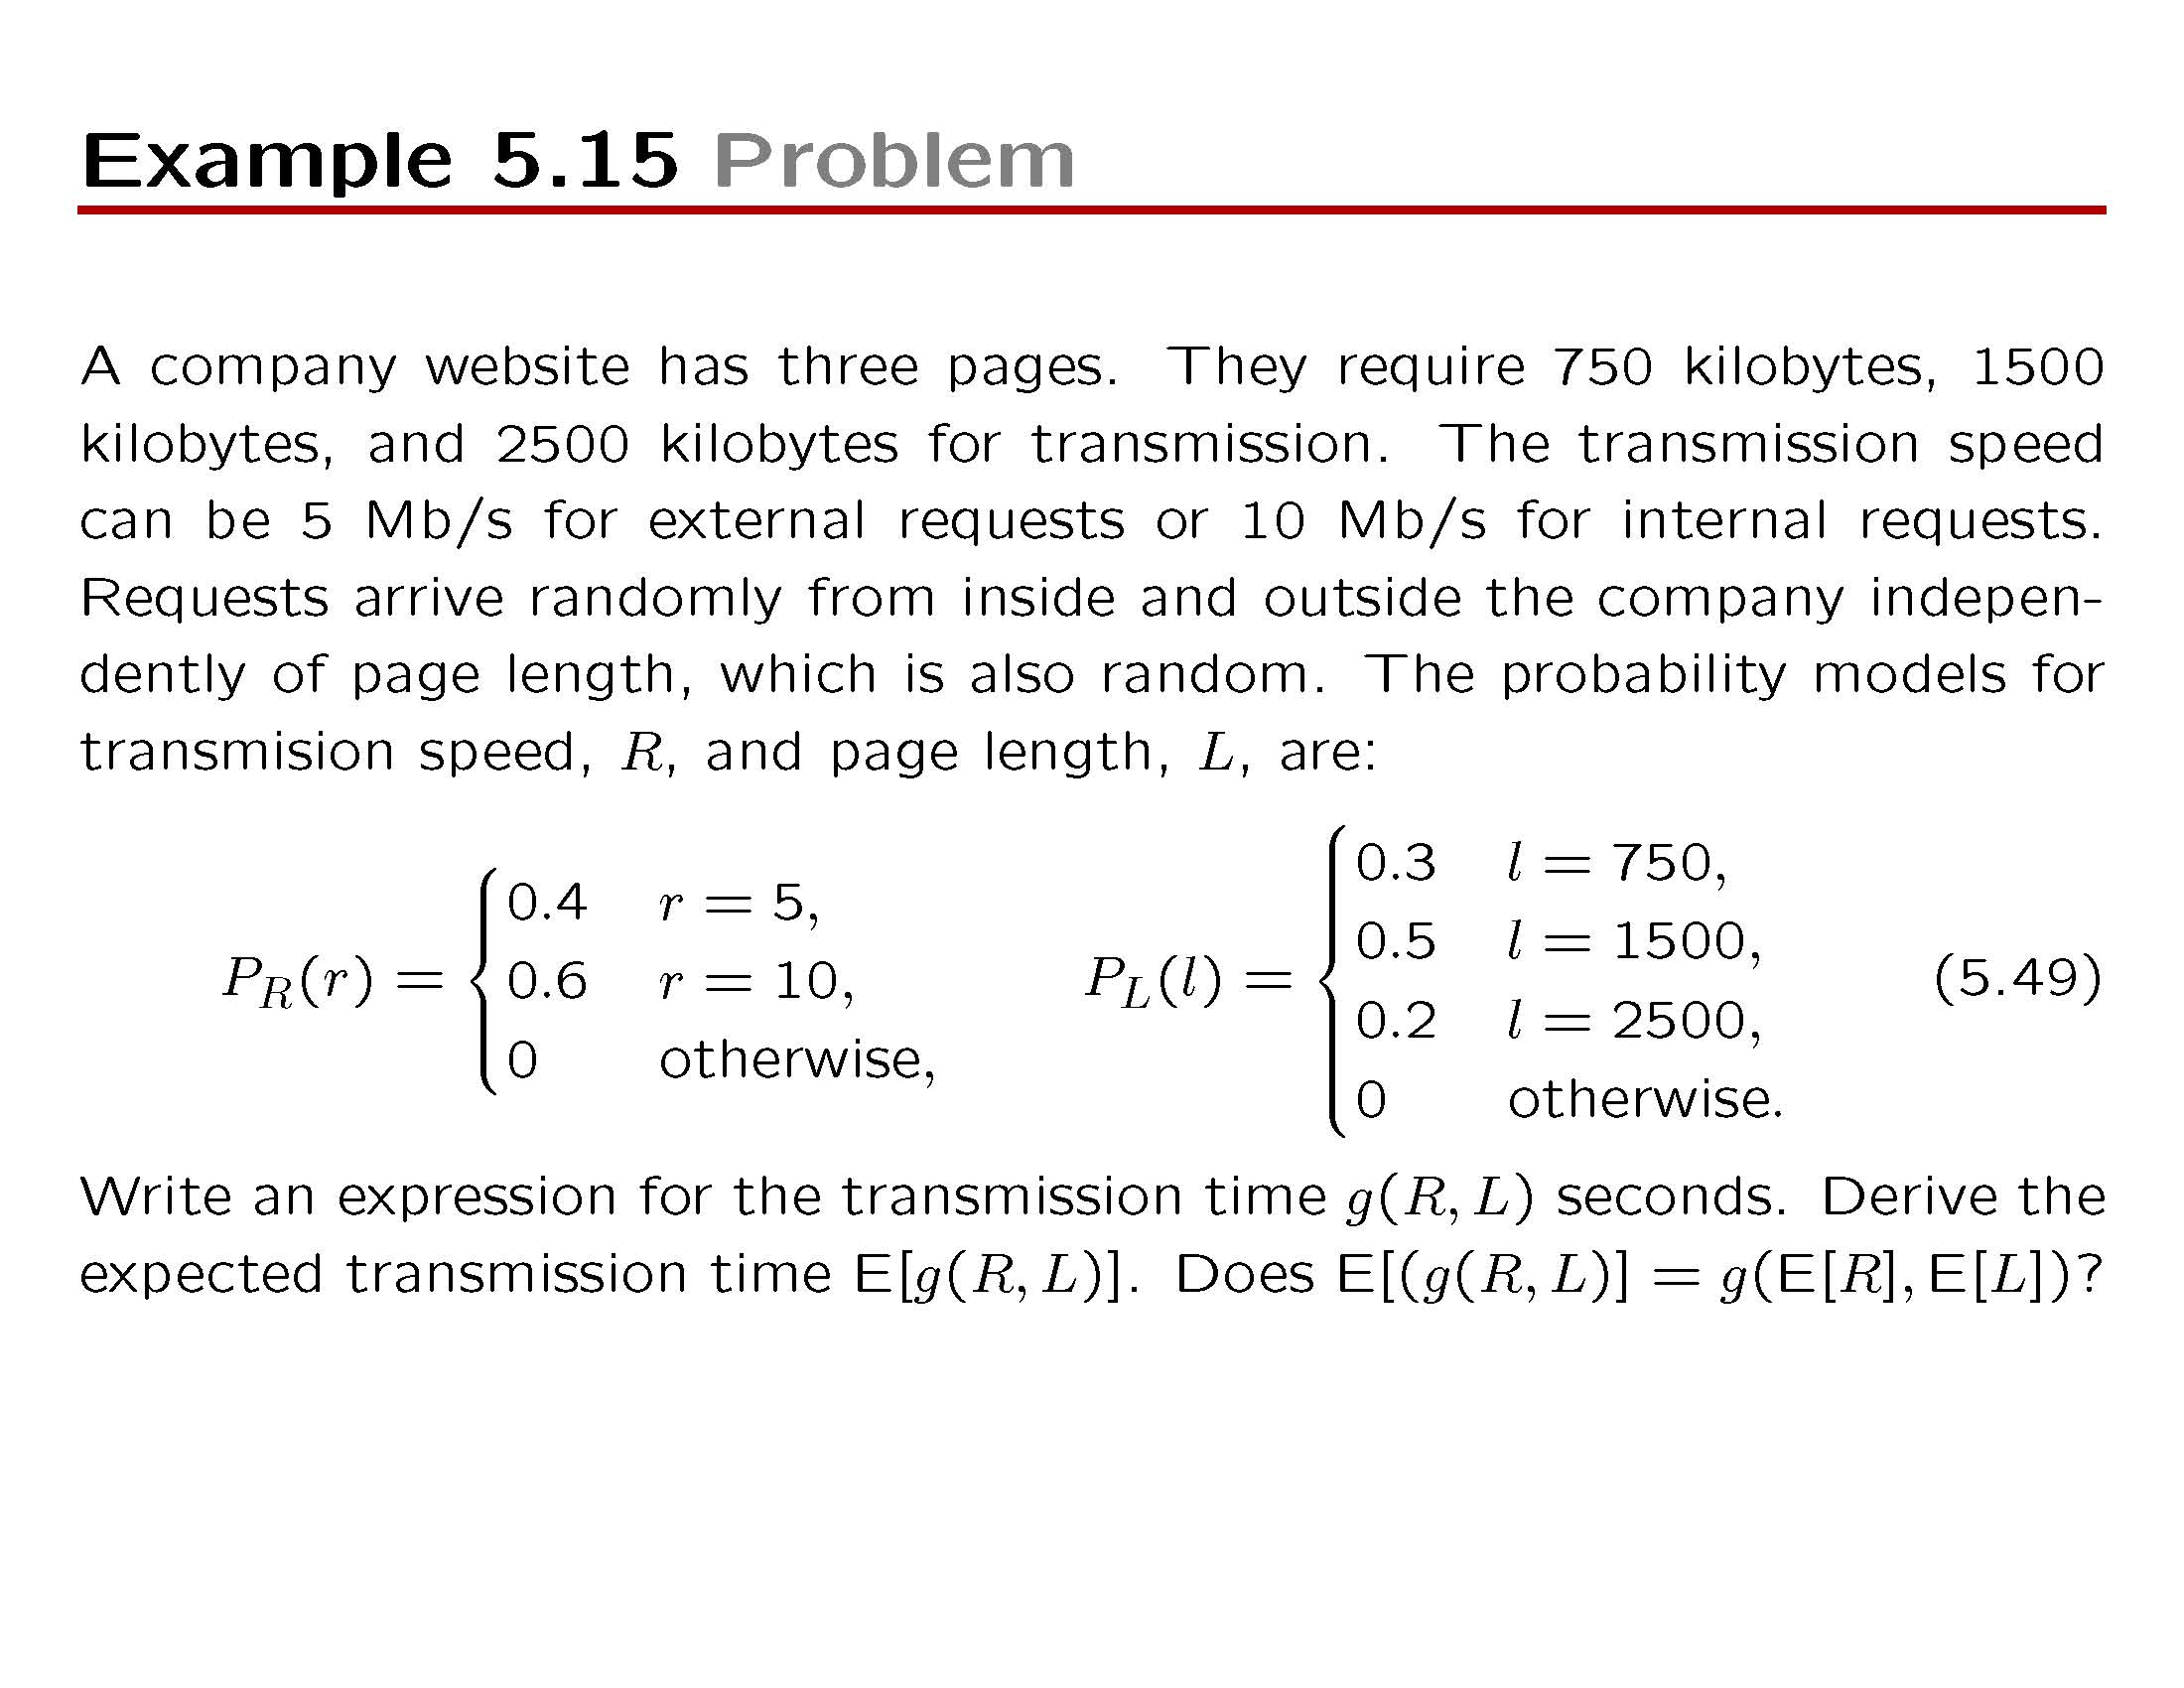 Example 5.15 Problem
A company website has three pages. They require 750 kilobytes, 1500
kilobytes, and 2500 kilobytes for transmission. The transmission speed
can be 5 Mb/s for external requests or 10 Mb/s for internal requests.
Requests arrive randomly from inside and outside the company indepen-
dently of page length, which is also random. The probability models for
transmision speed, R, and page length, L, are:
P_R(r) = { 0.4 r = 5, 0.6 r = 10, 0 otherwise, P_L(l) = { 0.3 l = 750, 0.5 l = 1500, 0.2 l = 2500, 0 otherwise. (5.49)
Write an expression for the transmission time g(R, L) seconds. Derive the
expected transmission time E[g(R, L)]. Does E[(g(R, L)] = g(E[R], E[L])?